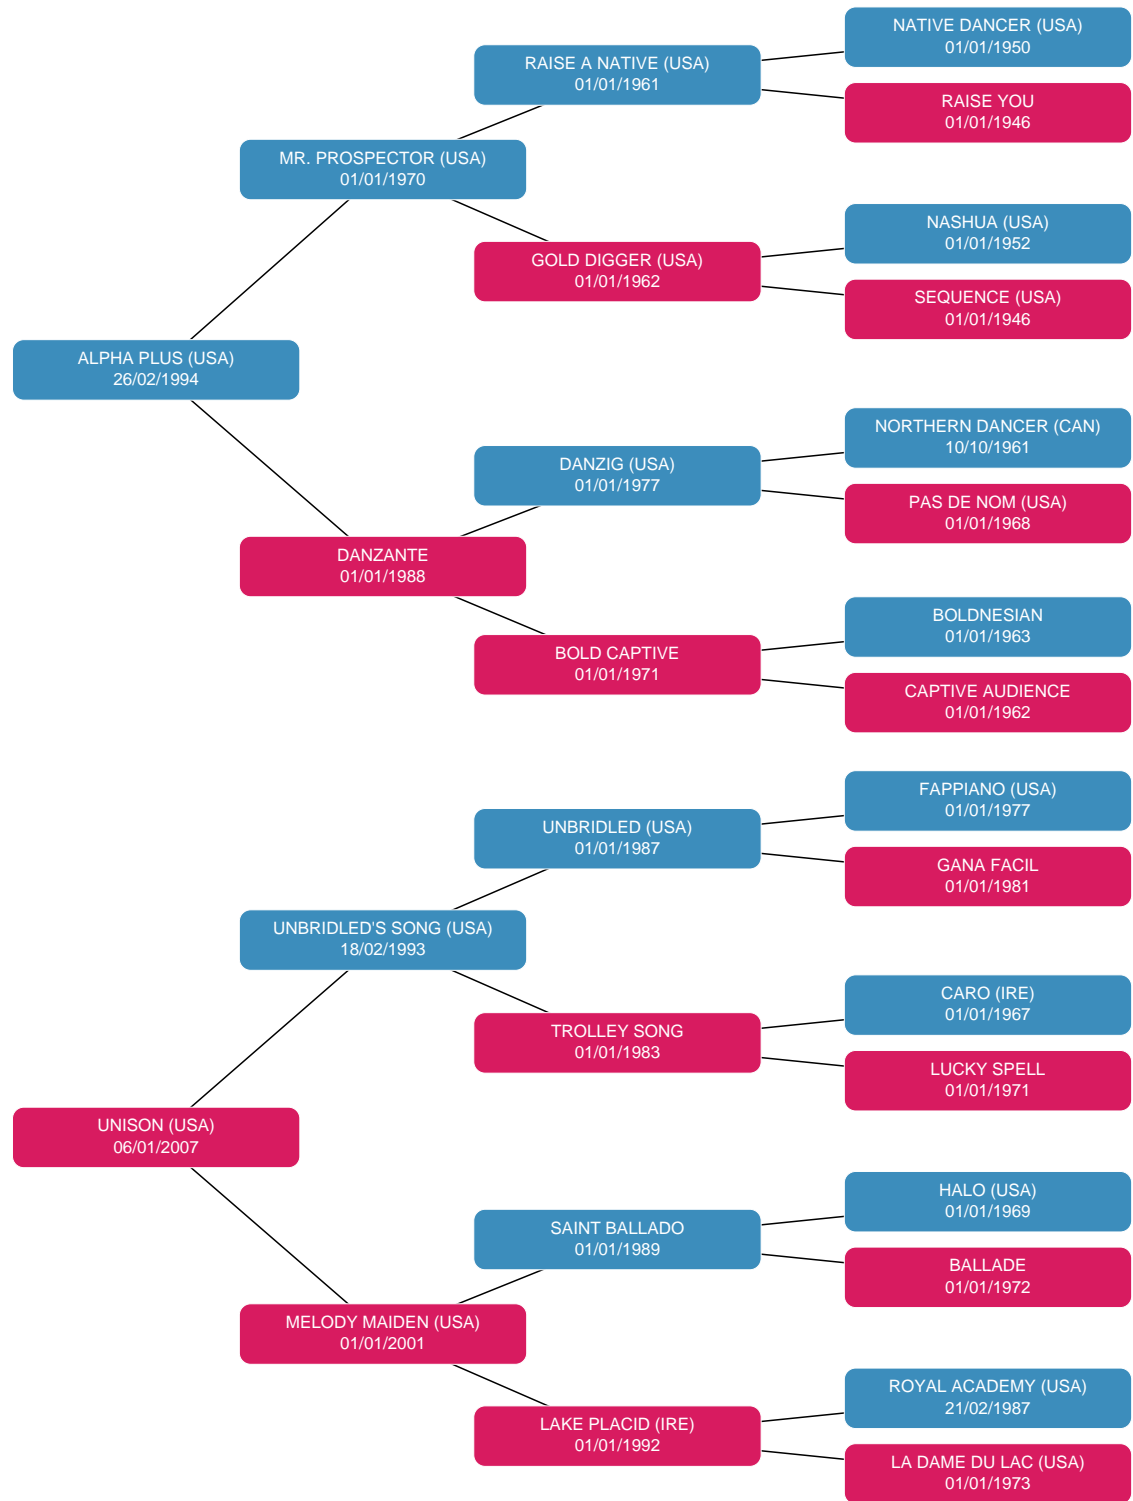 NATIVE DANCER (USA)
01/01/1950
RAISE A NATIVE (USA)
01/01/1961
RAISE YOU
01/01/1946
MR. PROSPECTOR (USA)
01/01/1970
NASHUA (USA)
01/01/1952
GOLD DIGGER (USA)
01/01/1962
SEQUENCE (USA)
01/01/1946
ALPHA PLUS (USA)
26/02/1994
NORTHERN DANCER (CAN)
10/10/1961
DANZIG (USA)
01/01/1977
PAS DE NOM (USA)
01/01/1968
DANZANTE
01/01/1988
BOLDNESIAN
01/01/1963
BOLD CAPTIVE
01/01/1971
CAPTIVE AUDIENCE
01/01/1962
FAPPIANO (USA)
01/01/1977
UNBRIDLED (USA)
01/01/1987
GANA FACIL
01/01/1981
UNBRIDLED'S SONG (USA)
18/02/1993
CARO (IRE)
01/01/1967
TROLLEY SONG
01/01/1983
LUCKY SPELL
01/01/1971
UNISON (USA)
06/01/2007
HALO (USA)
01/01/1969
SAINT BALLADO
01/01/1989
BALLADE
01/01/1972
MELODY MAIDEN (USA)
01/01/2001
ROYAL ACADEMY (USA)
21/02/1987
LAKE PLACID (IRE)
01/01/1992
LA DAME DU LAC (USA)
01/01/1973